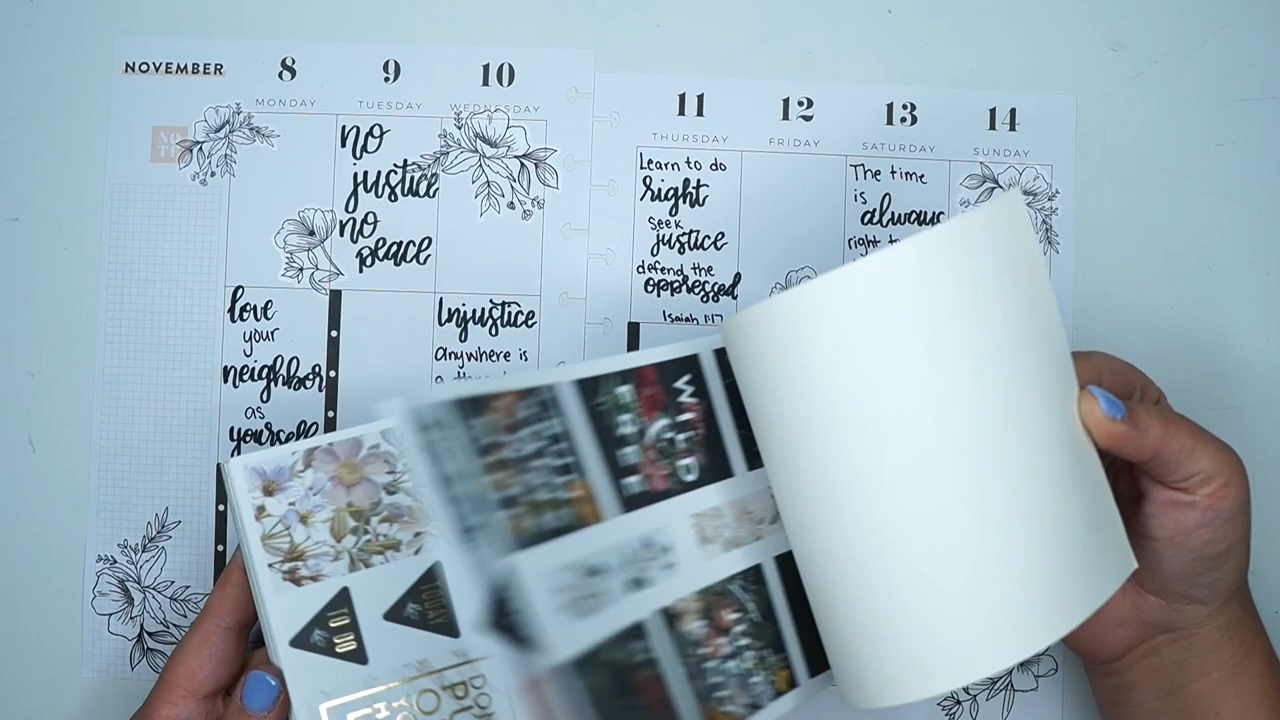 NOVEMBER
8
MONDAY
9
TUESDAY
10
WEDNESDAY
11
THURSDAY
12
FRIDAY
13
SATURDAY
14
SUNDAY
no
justice
no
peace
love
your
neighbor
as
yourself
Injustice
anywhere is
Learn to do
right
seek
justice
defend the
oppressed
Isaiah 1:17
The time
is
always
right to
TO DO
TODAY